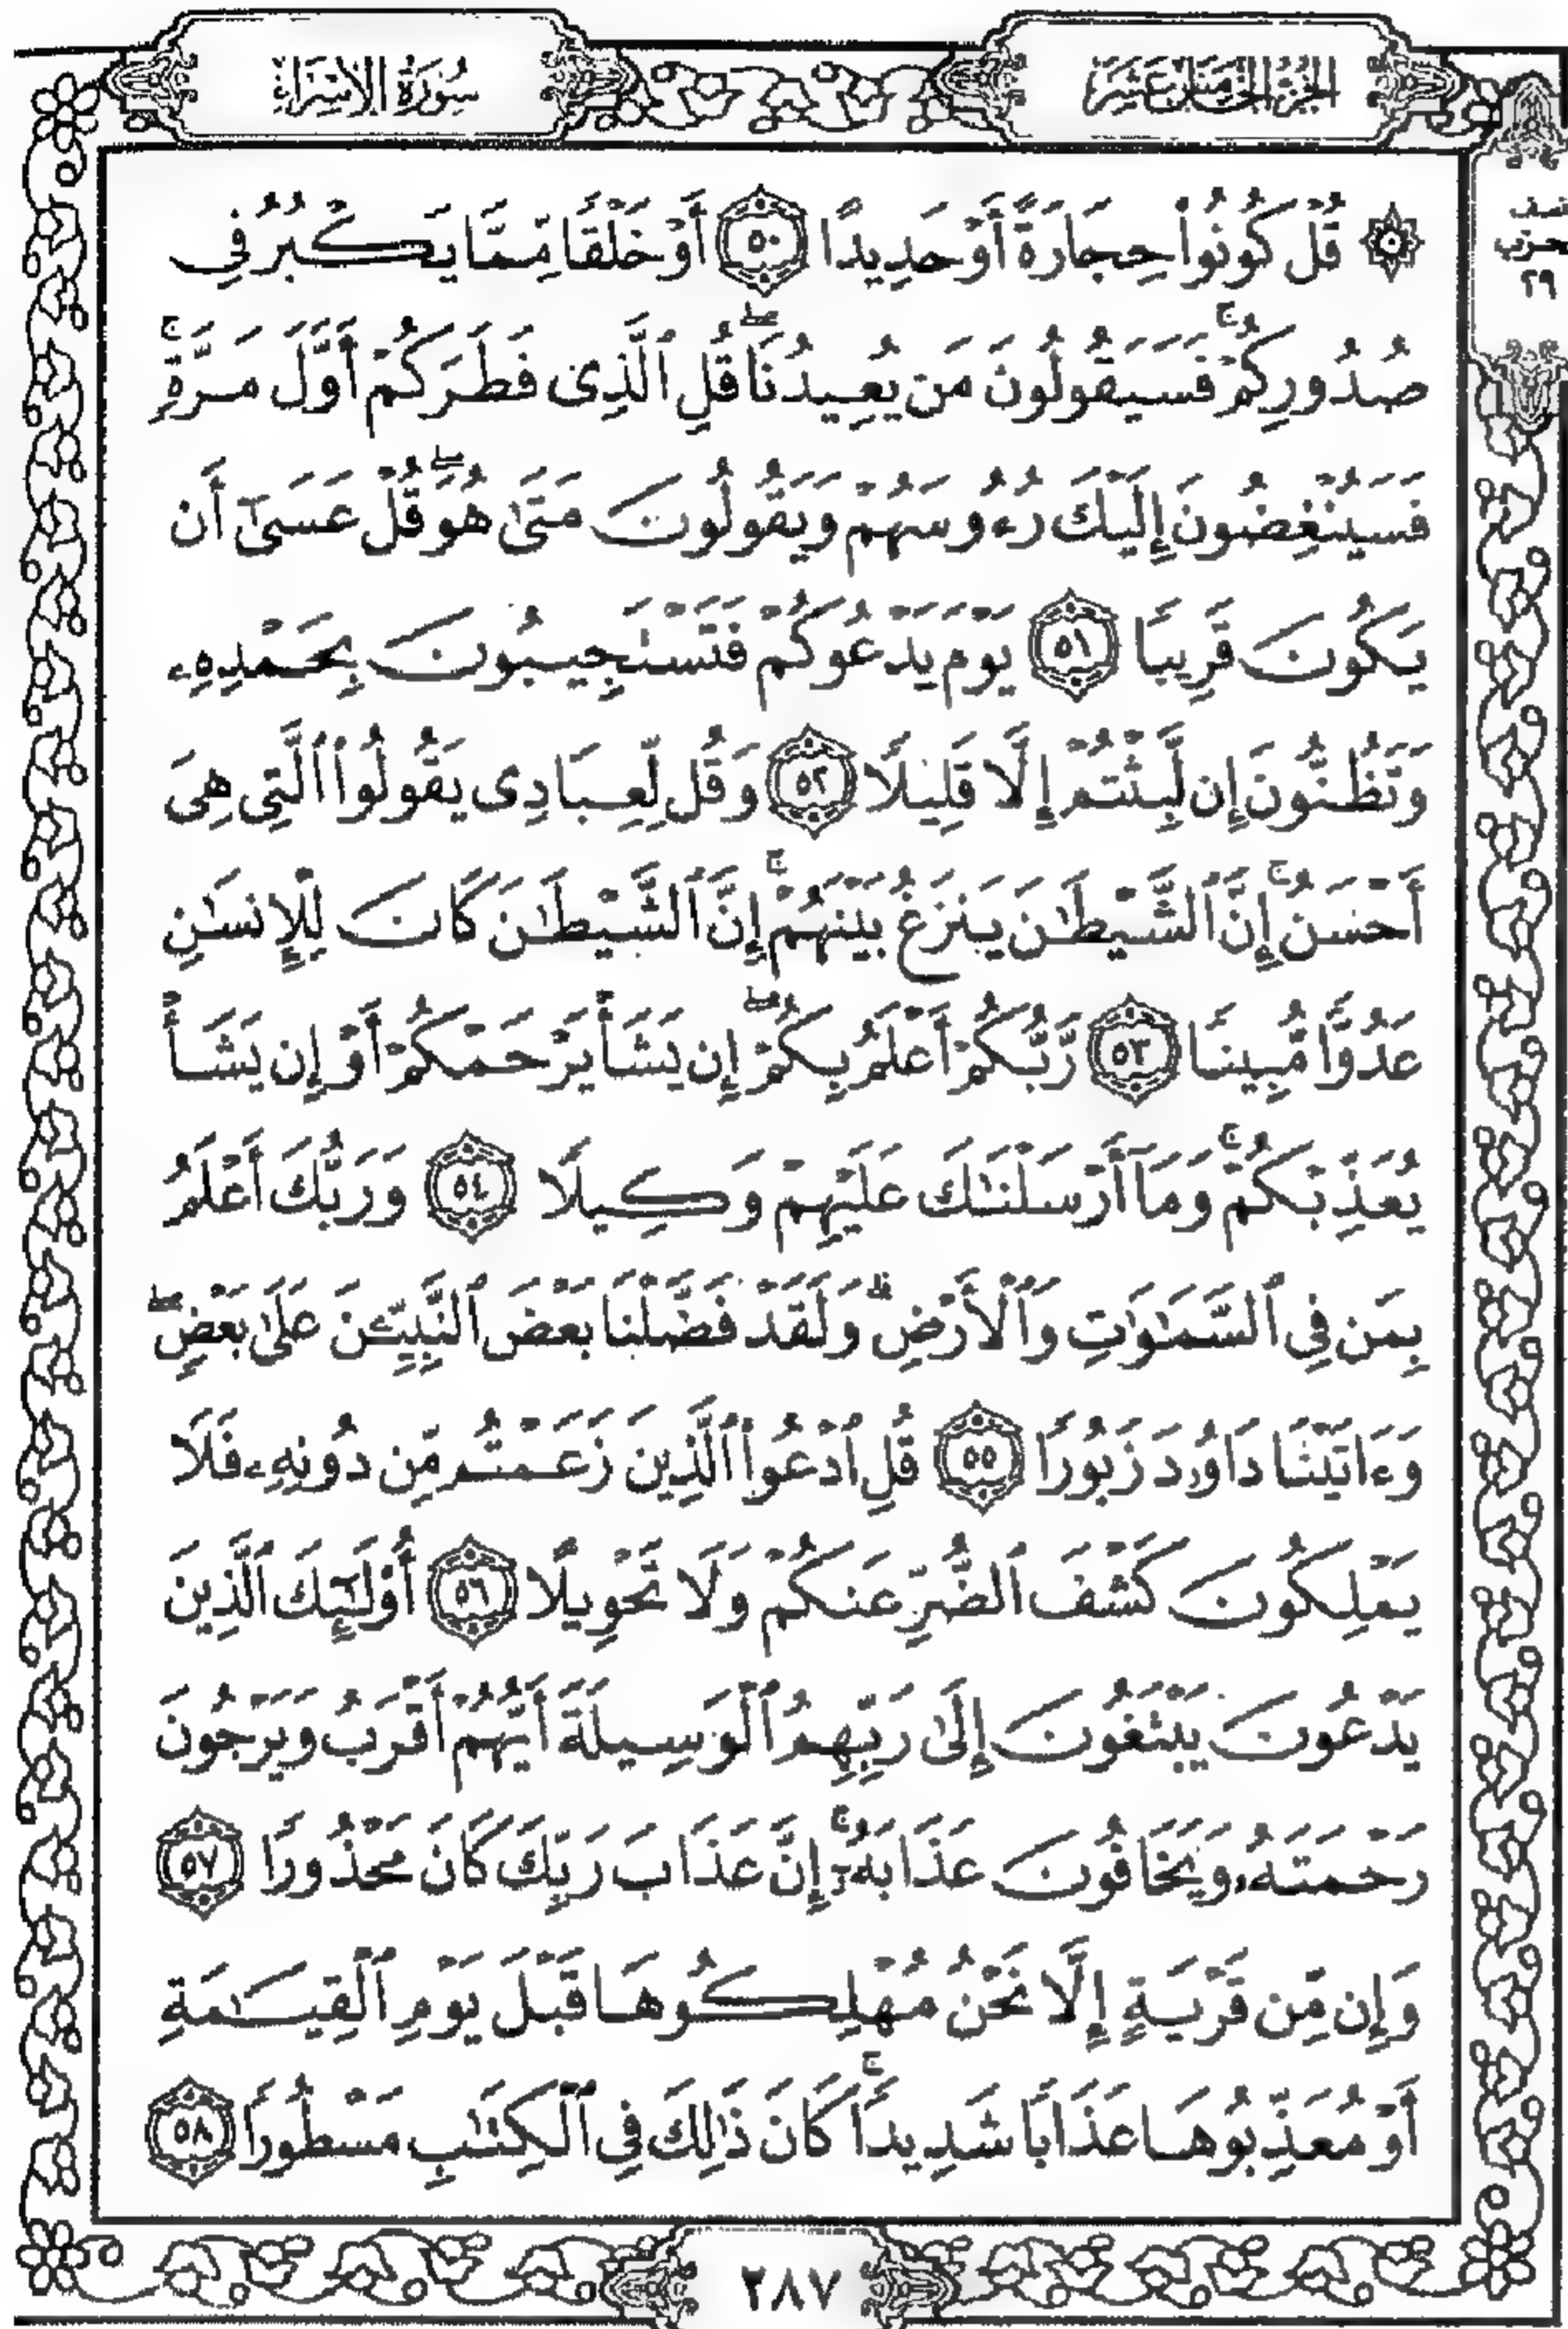 الجزء الخامس عشر
سورة الإسراء
نصف
الحزب
٢٩
۞ قُلْ كُونُوا۟ حِجَارَةً أَوْ حَدِيدًا ٥٠ أَوْ خَلْقًا مِّمَّا يَكْبُرُ فِى
صُدُورِكُمْ ۚ فَسَيَقُولُونَ مَن يُعِيدُنَا ۖ قُلِ ٱلَّذِى فَطَرَكُمْ أَوَّلَ مَرَّةٍ ۚ
فَسَيُنْغِضُونَ إِلَيْكَ رُءُوسَهُمْ وَيَقُولُونَ مَتَىٰ هُوَ ۖ قُلْ عَسَىٰٓ أَن
يَكُونَ قَرِيبًا ٥١ يَوْمَ يَدْعُوكُمْ فَتَسْتَجِيبُونَ بِحَمْدِهِۦ
وَتَظُنُّونَ إِن لَّبِثْتُمْ إِلَّا قَلِيلًا ٥٢ وَقُل لِّعِبَادِى يَقُولُوا۟ ٱلَّتِى هِىَ
أَحْسَنُ ۚ إِنَّ ٱلشَّيْطَٰنَ يَنزَغُ بَيْنَهُمْ ۚ إِنَّ ٱلشَّيْطَٰنَ كَانَ لِلْإِنسَٰنِ
عَدُوًّا مُّبِينًا ٥٣ رَّبُّكُمْ أَعْلَمُ بِكُمْ ۖ إِن يَشَأْ يَرْحَمْكُمْ أَوْ إِن يَشَأْ
يُعَذِّبْكُمْ ۚ وَمَآ أَرْسَلْنَٰكَ عَلَيْهِمْ وَكِيلًا ٥٤ وَرَبُّكَ أَعْلَمُ
بِمَن فِى ٱلسَّمَٰوَٰتِ وَٱلْأَرْضِ ۗ وَلَقَدْ فَضَّلْنَا بَعْضَ ٱلنَّبِيِّـۧنَ عَلَىٰ بَعْضٍ ۖ
وَءَاتَيْنَا دَاوُۥدَ زَبُورًا ٥٥ قُلِ ٱدْعُوا۟ ٱلَّذِينَ زَعَمْتُم مِّن دُونِهِۦ فَلَا
يَمْلِكُونَ كَشْفَ ٱلضُّرِّ عَنكُمْ وَلَا تَحْوِيلًا ٥٦ أُو۟لَٰٓئِكَ ٱلَّذِينَ
يَدْعُونَ يَبْتَغُونَ إِلَىٰ رَبِّهِمُ ٱلْوَسِيلَةَ أَيُّهُمْ أَقْرَبُ وَيَرْجُونَ
رَحْمَتَهُۥ وَيَخَافُونَ عَذَابَهُۥٓ ۚ إِنَّ عَذَابَ رَبِّكَ كَانَ مَحْذُورًا ٥٧
وَإِن مِّن قَرْيَةٍ إِلَّا نَحْنُ مُهْلِكُوهَا قَبْلَ يَوْمِ ٱلْقِيَٰمَةِ
أَوْ مُعَذِّبُوهَا عَذَابًا شَدِيدًا ۚ كَانَ ذَٰلِكَ فِى ٱلْكِتَٰبِ مَسْطُورًا ٥٨
٢٨٧